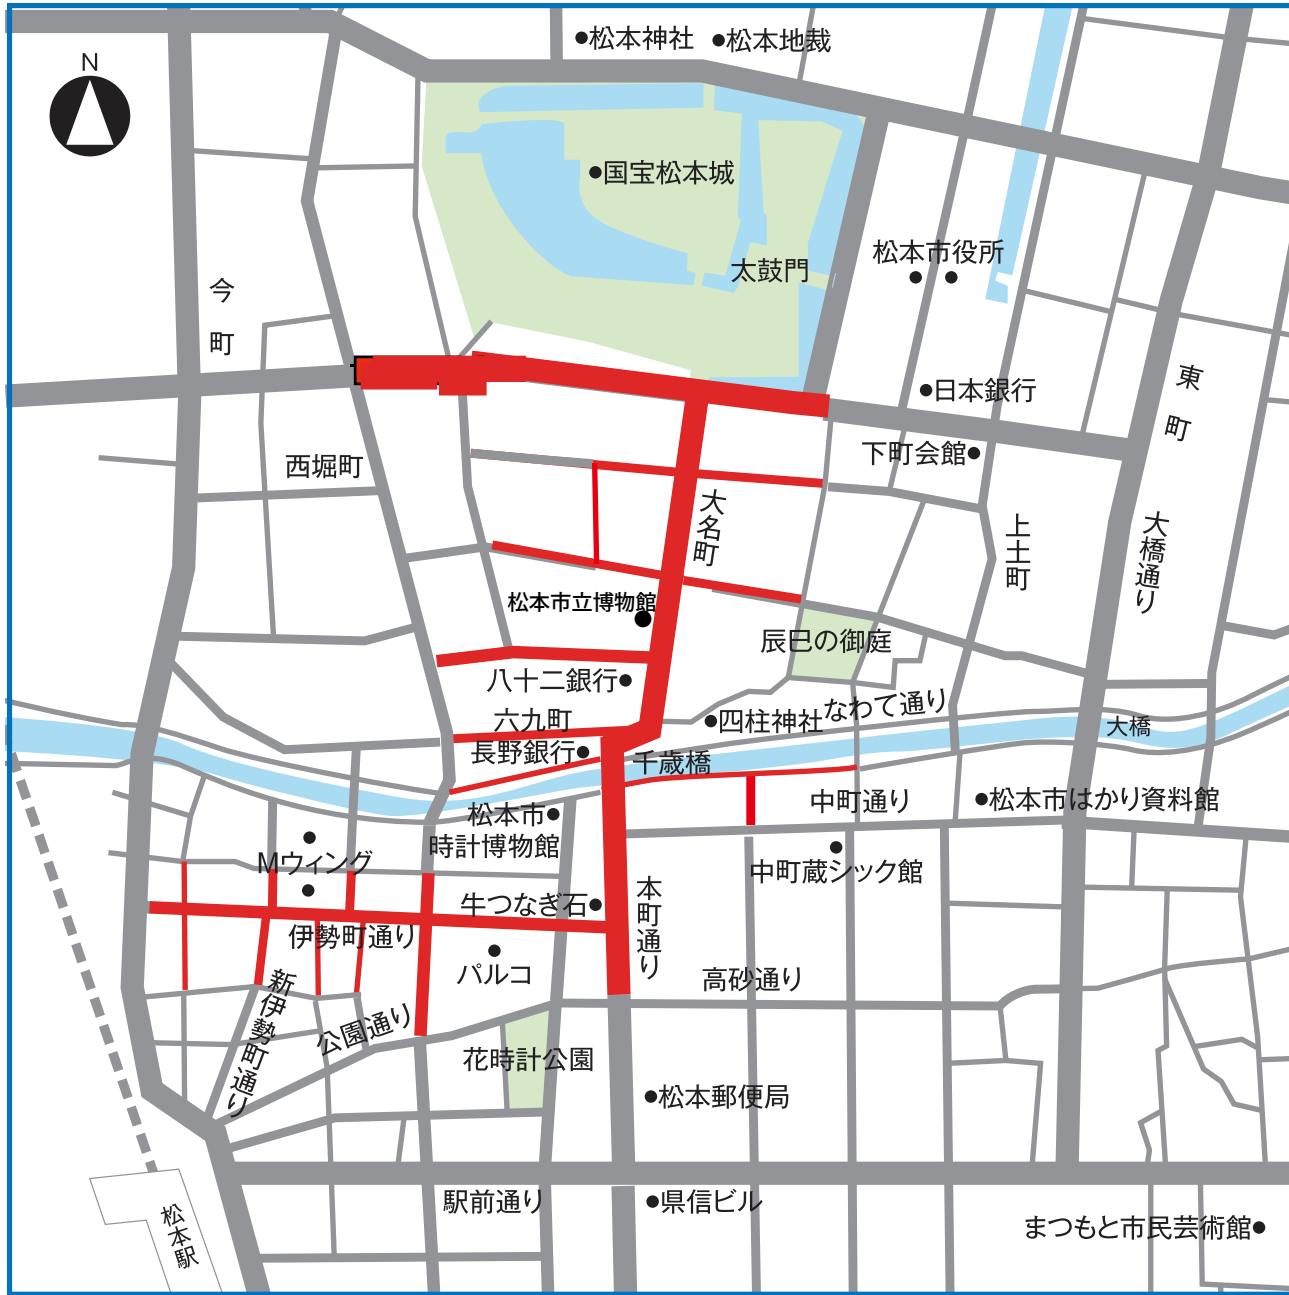 松本神社
松本地裁
N
国宝松本城
太鼓門
松本市役所
今町
日本銀行
東町
下町会館
西堀町
大名町
上土町
大橋通り
松本市立博物館
辰巳の御庭
八十二銀行
六九町
四柱神社
なわて通り
大橋
長野銀行
千歳橋
松本市
時計博物館
中町通り
松本市はかり資料館
Mウィング
中町蔵シック館
牛つなぎ石
本町通り
伊勢町通り
パルコ
高砂通り
新伊勢町通り
公園通り
花時計公園
松本郵便局
駅前通り
県信ビル
松本駅
まつもと市民芸術館